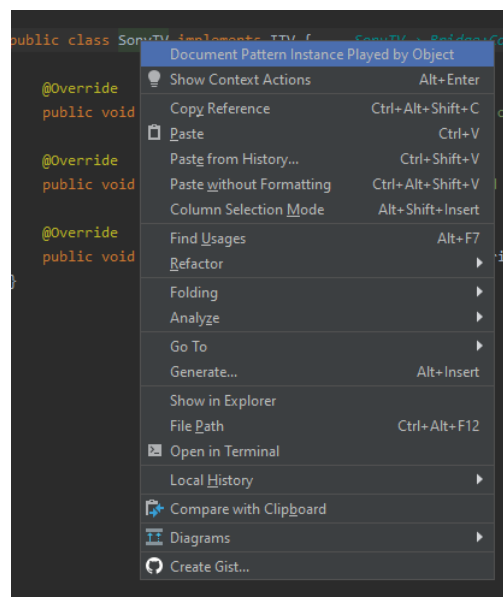 public class SonyTV implements ITV {    SonyTV -> Bridge:Co
Document Pattern Instance Played by Object
@Override
Show Context Actions Alt+Enter
public void
Copy Reference Ctrl+Alt+Shift+C
Paste Ctrl+V
@Override
Paste from History... Ctrl+Shift+V
public void
Paste without Formatting Ctrl+Alt+Shift+V
Column Selection Mode Alt+Shift+Insert
@Override
Find Usages Alt+F7
public void
Refactor
}
Folding
Analyze
Go To
Generate... Alt+Insert
Show in Explorer
File Path Ctrl+Alt+F12
Open in Terminal
Local History
Compare with Clipboard
Diagrams
Create Gist...